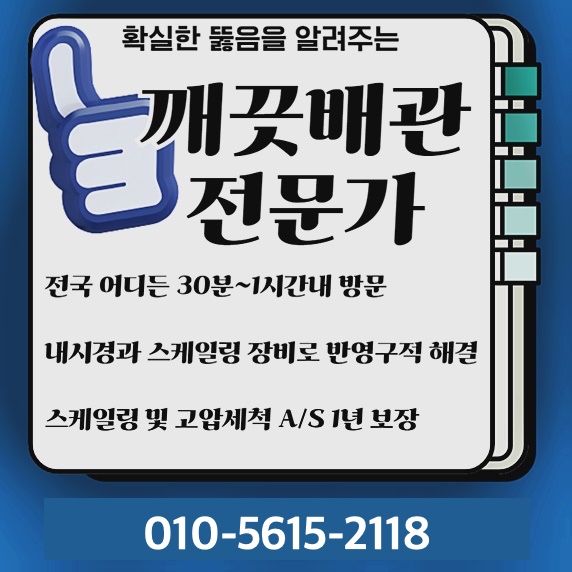 확실한 뚫음을 알려주는
깨끗배관
전문가
전국 어디든 30분~1시간내 방문
내시경과 스케일링 장비로 반영구적 해결
스케일링 및 고압세척 A/S 1년 보장
010-5615-2118